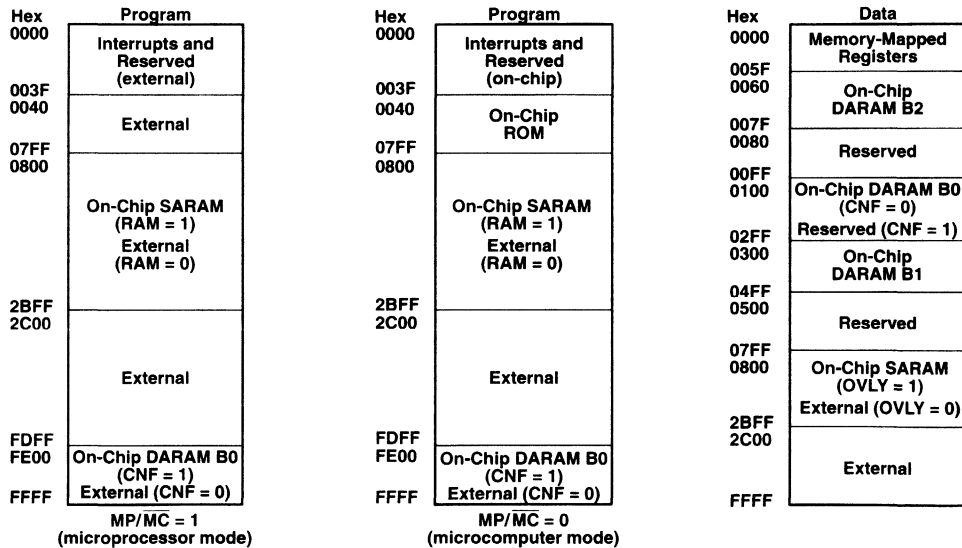 Hex
Program
0000
Interrupts and
Reserved
(external)
003F
0040
External
07FF
0800
On-Chip SARAM
(RAM = 1)
External
(RAM = 0)
2BFF
2C00
External
FDFF
FE00
On-Chip DARAM B0
(CNF = 1)
External (CNF = 0)
FFFF
MP/MC = 1
(microprocessor mode)
Hex
Program
0000
Interrupts and
Reserved
(on-chip)
003F
0040
On-Chip
ROM
07FF
0800
On-Chip SARAM
(RAM = 1)
External
(RAM = 0)
2BFF
2C00
External
FDFF
FE00
On-Chip DARAM B0
(CNF = 1)
External (CNF = 0)
FFFF
MP/MC = 0
(microcomputer mode)
Hex
Data
0000
Memory-Mapped
Registers
005F
0060
On-Chip
DARAM B2
007F
0080
Reserved
00FF
0100
On-Chip DARAM B0
(CNF = 0)
Reserved (CNF = 1)
02FF
0300
On-Chip
DARAM B1
04FF
0500
Reserved
07FF
0800
On-Chip SARAM
(OVLY = 1)
External (OVLY = 0)
2BFF
2C00
External
FFFF